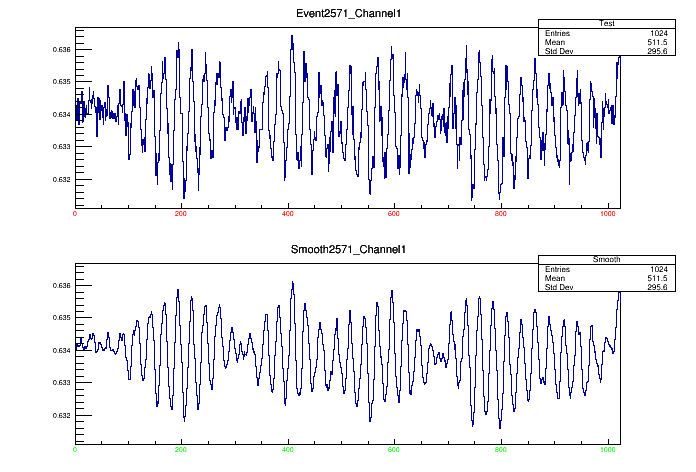 Event2571_Channel1
Test
Entries 1024
Mean 511.5
Std Dev 295.6
0.636
0.635
0.634
0.633
0.632
0 200 400 600 800 1000
Smooth2571_Channel1
Smooth
Entries 1024
Mean 511.5
Std Dev 295.6
0.636
0.635
0.634
0.633
0.632
0 200 400 600 800 1000